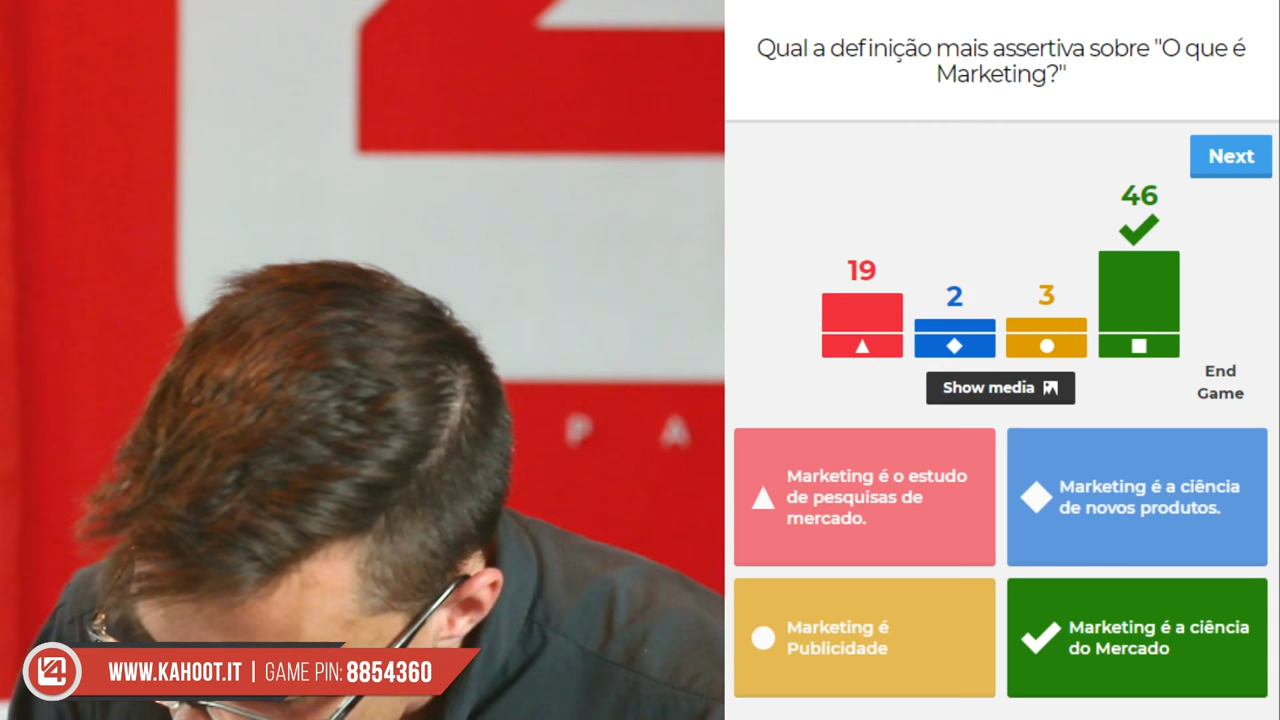 Qual a definição mais assertiva sobre "O que é
Marketing?"
Next
46
19
2
3
Show media
End
Game
Marketing é o estudo
de pesquisas de
mercado.
Marketing é a ciência
de novos produtos.
Marketing é
Publicidade
Marketing é a ciência
do Mercado
P A
WWW.KAHOOT.IT | GAME PIN: 8854360